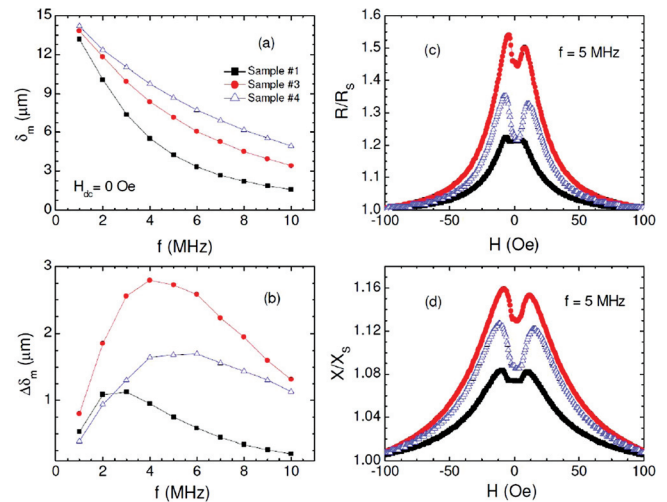 15
12
9
6
3
0
δm (μm)
(a)
Sample #1
Sample #3
Sample #4
Hdc= 0 Oe
0 2 4 6 8 10
f (MHz)
3
2
1
Δδm (μm)
(b)
0 2 4 6 8 10
f (MHz)
1.6
1.5
1.4
1.3
1.2
1.1
1.0
R/RS
(c)
f = 5 MHz
-100 -50 0 50 100
H (Oe)
1.16
1.12
1.08
1.04
1.00
X/XS
(d)
f = 5 MHz
-100 -50 0 50 100
H (Oe)